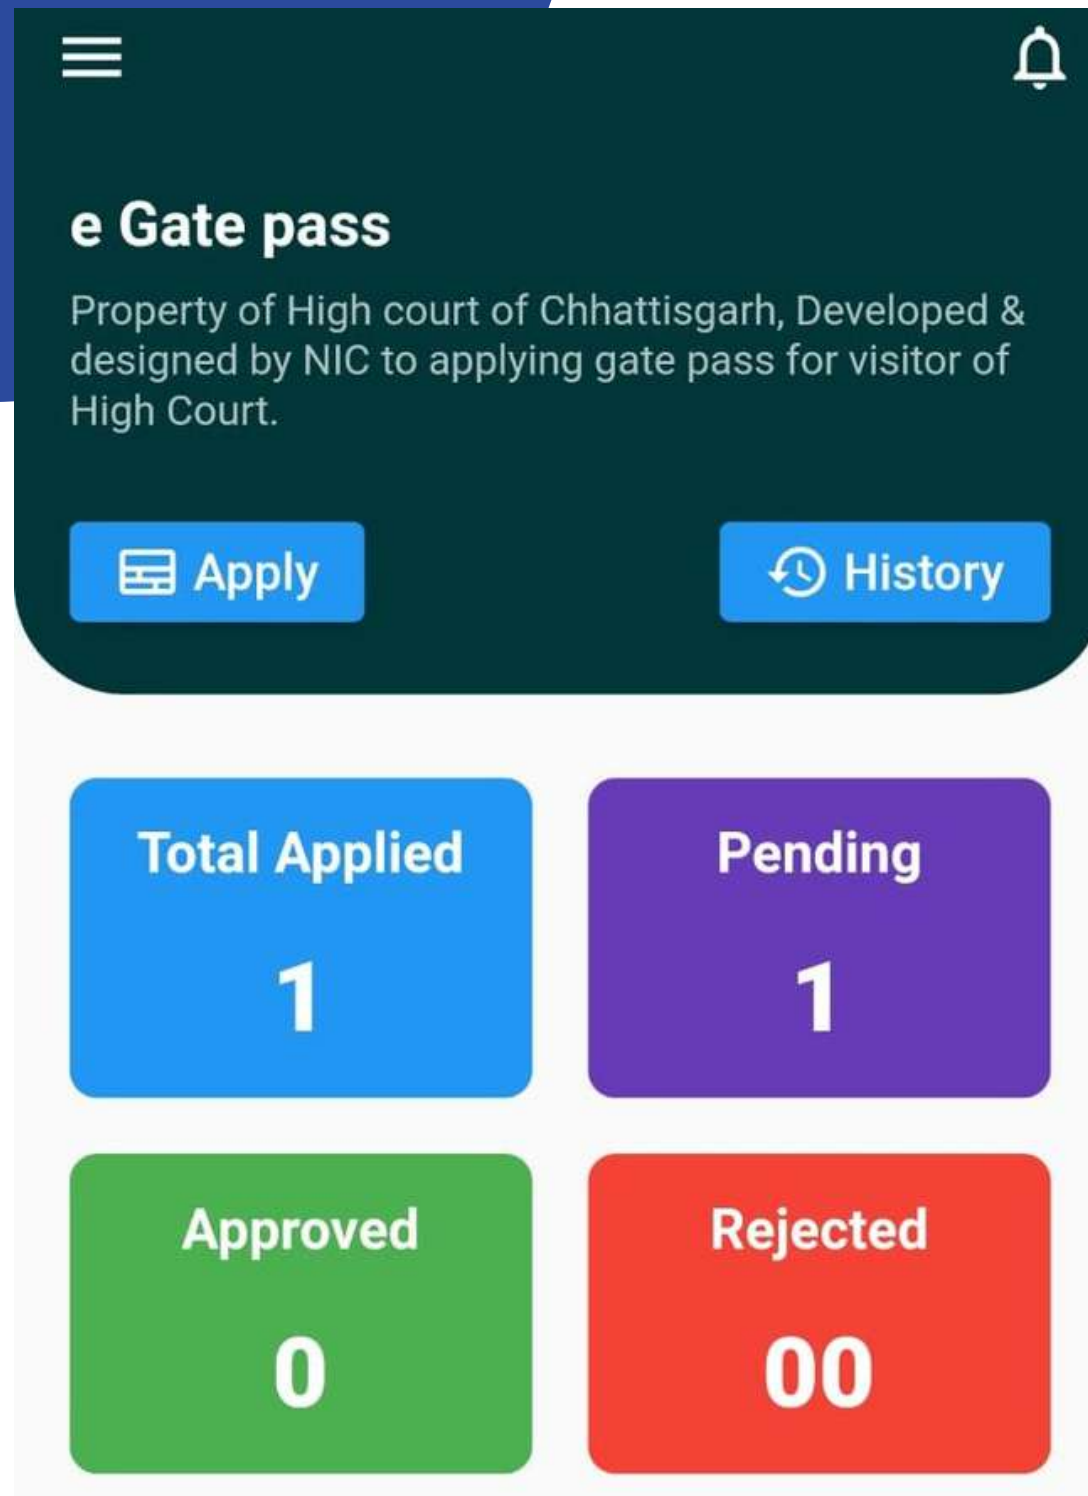 e Gate pass
Property of High court of Chhattisgarh, Developed &
designed by NIC to applying gate pass for visitor of
High Court.
Apply
History
Total Applied
1
Pending
1
Approved
0
Rejected
00